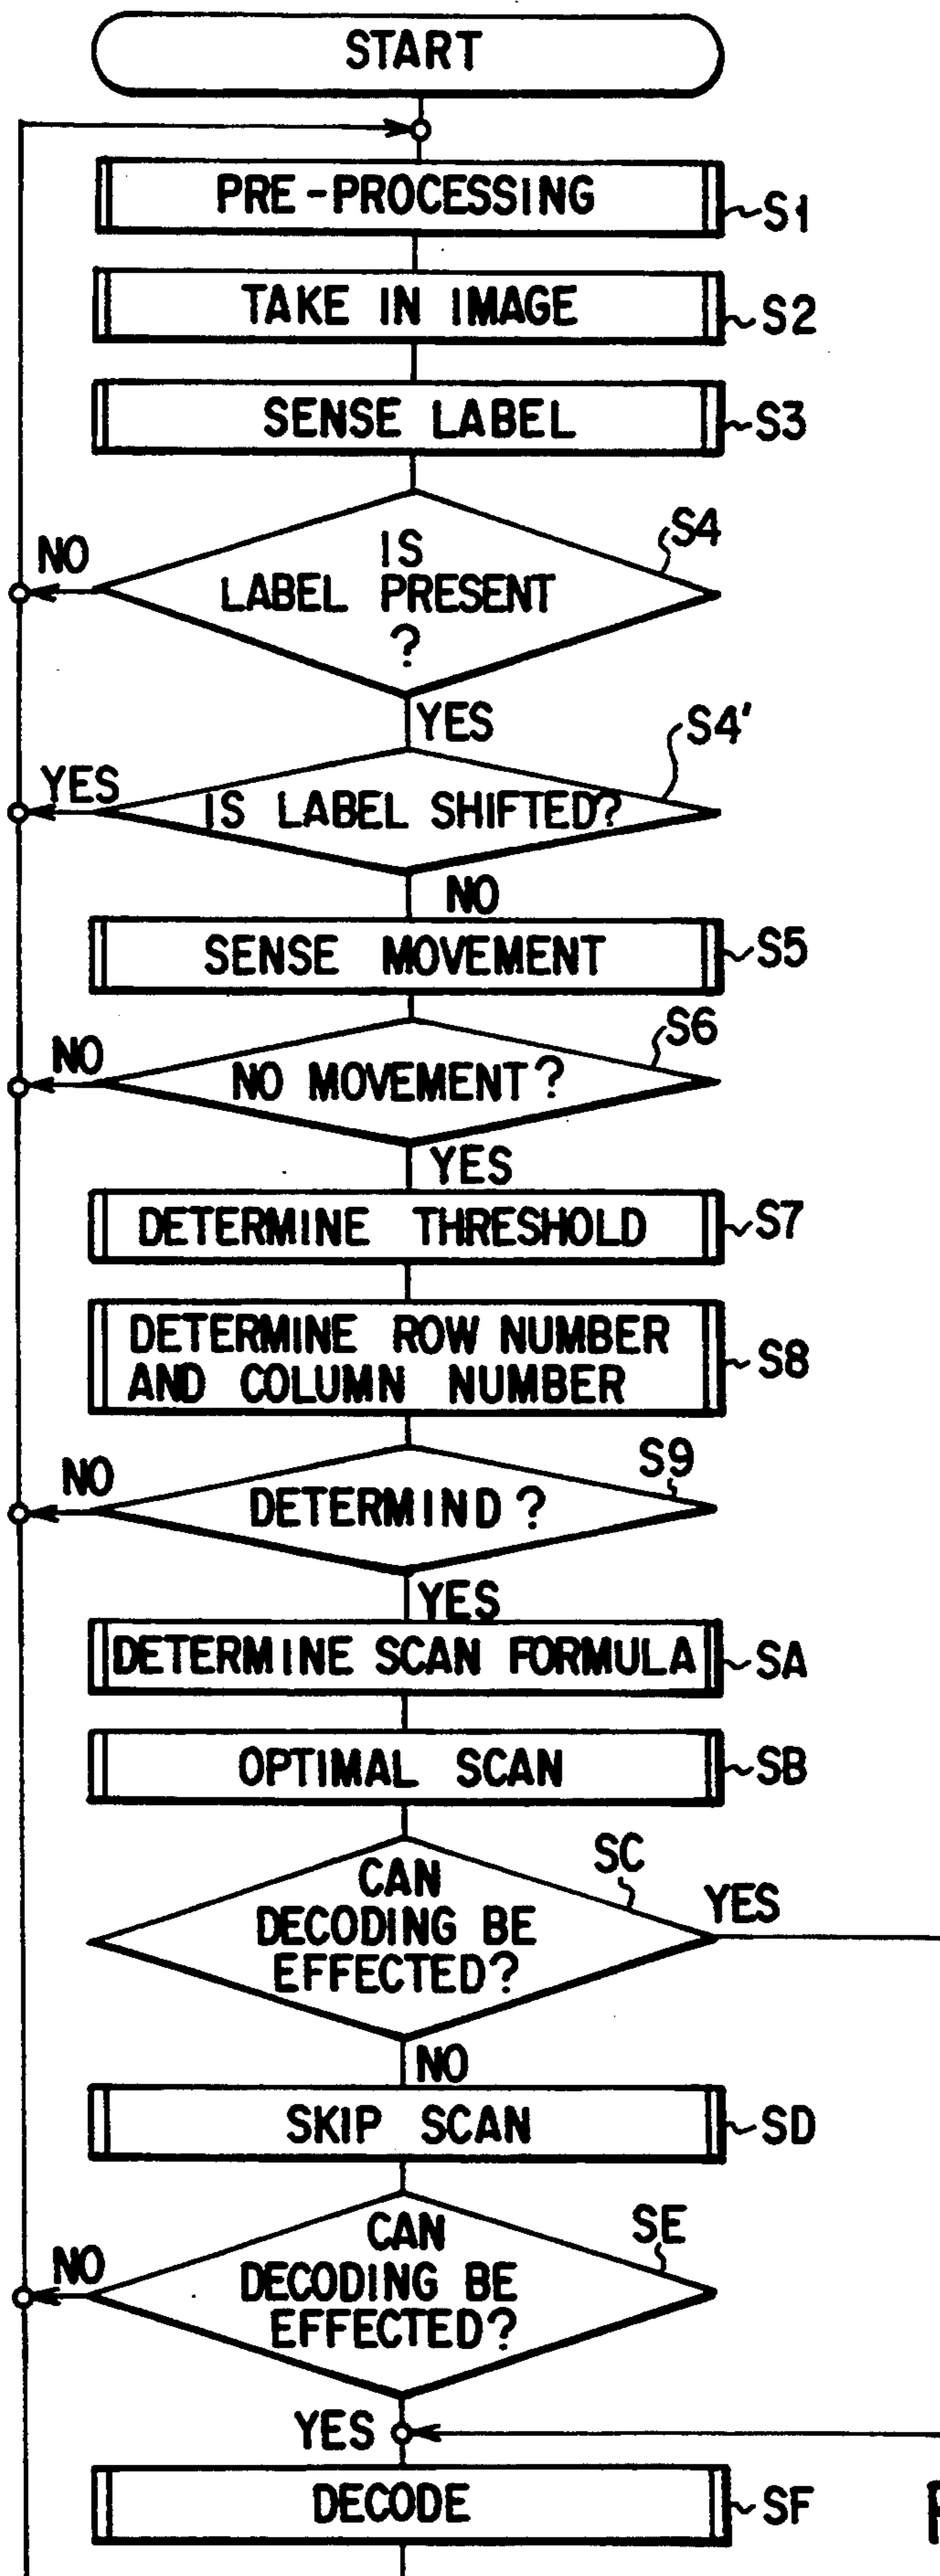 START
PRE-PROCESSING
S1
TAKE IN IMAGE
S2
SENSE LABEL
S3
S4
NO
IS
LABEL PRESENT
?
YES
S4'
YES
IS LABEL SHIFTED?
NO
SENSE MOVEMENT
S5
S6
NO
NO MOVEMENT?
YES
DETERMINE THRESHOLD
S7
DETERMINE ROW NUMBER
AND COLUMN NUMBER
S8
S9
NO
DETERMIND?
YES
DETERMINE SCAN FORMULA
SA
OPTIMAL SCAN
SB
SC
CAN
DECODING BE
EFFECTED?
YES
NO
SKIP SCAN
SD
SE
CAN
DECODING BE
EFFECTED?
NO
YES
DECODE
SF